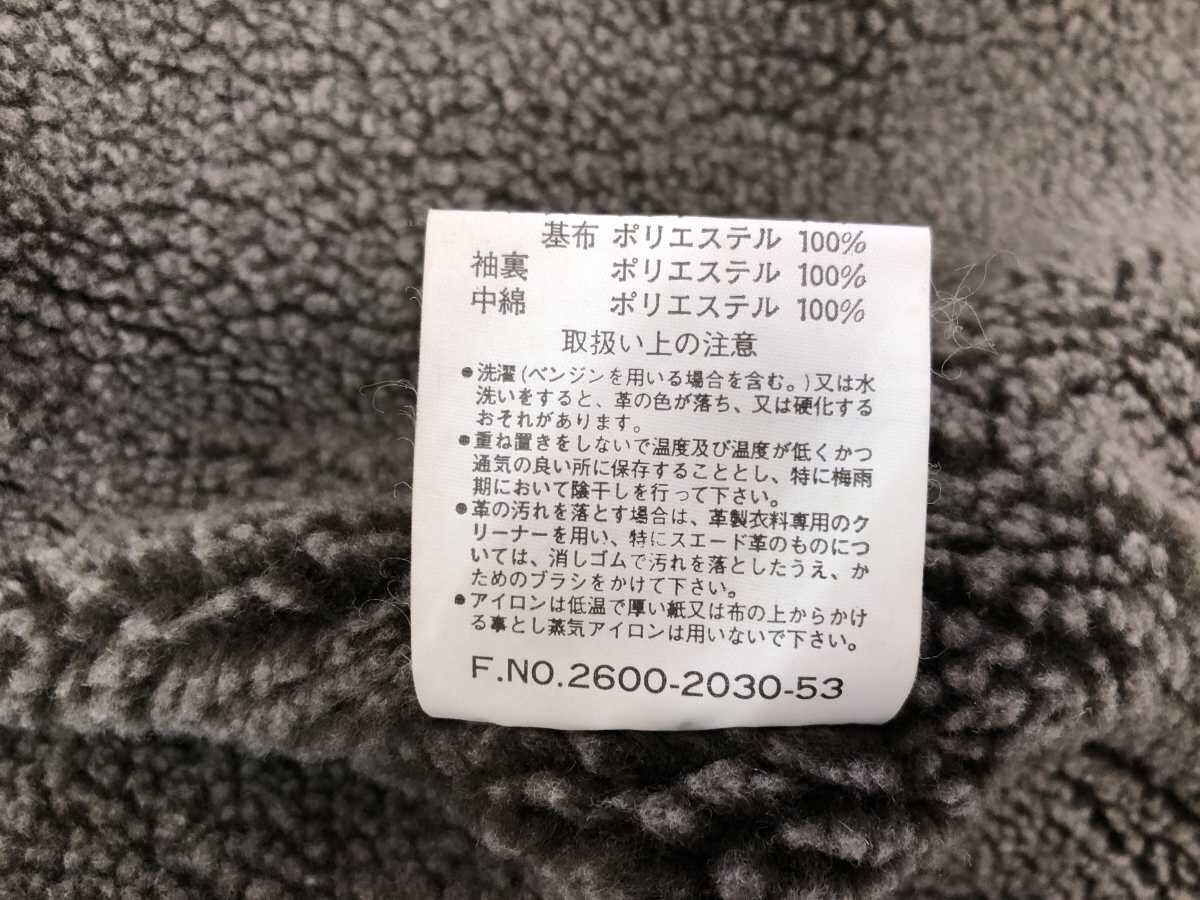 基布 ポリエステル 100%
袖裏 ポリエステル 100%
中綿 ポリエステル 100%
取扱い上の注意
●洗濯(ベンジンを用いる場合を含む。)又は水
洗いをすると、革の色が落ち、又は硬化する
おそれがあります。
●重ね置きをしないで温度及び湿度が低くかつ
通気の良い所に保存することとし、特に梅雨
期において陰干しを行って下さい。
●革の汚れを落とす場合は、革製衣料専用のク
リーナーを用い、特にスエード革のものにつ
いては、消しゴムで汚れを落としたうえ、か
ためのブラシをかけて下さい。
●アイロンは低温で厚い紙又は布の上からかけ
る事とし蒸気アイロンは用いないで下さい。
F.NO.2600-2030-53